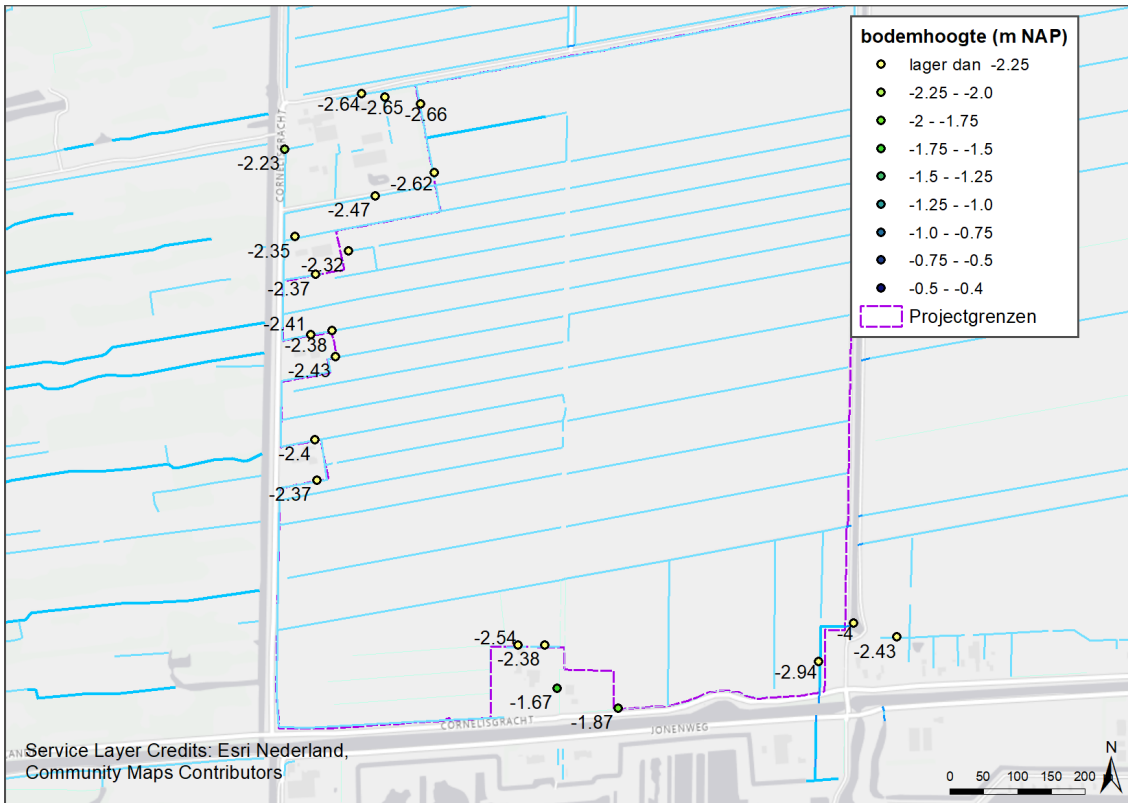 bodemhoogte (m NAP)
lager dan -2.25
-2.25 - -2.0
-2 - -1.75
-1.75 - -1.5
-1.5 - -1.25
-1.25 - -1.0
-1.0 - -0.75
-0.75 - -0.5
-0.5 - -0.4
Projectgrenzen
-2.64
-2.65
-2.66
CORNELISGRACHT
-2.23
-2.62
-2.47
-2.35
-2.32
-2.37
-2.41
-2.38
-2.43
-2.4
-2.37
-2.54
-2.38
-4
-2.43
-2.94
-1.67
-1.87
CORNELISGRACHT
JONENWEG
Service Layer Credits: Esri Nederland,
Community Maps Contributors
N
0 50 100 150 200